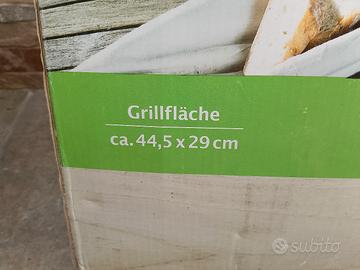 Grillfläche
ca. 44,5 x 29 cm
subito